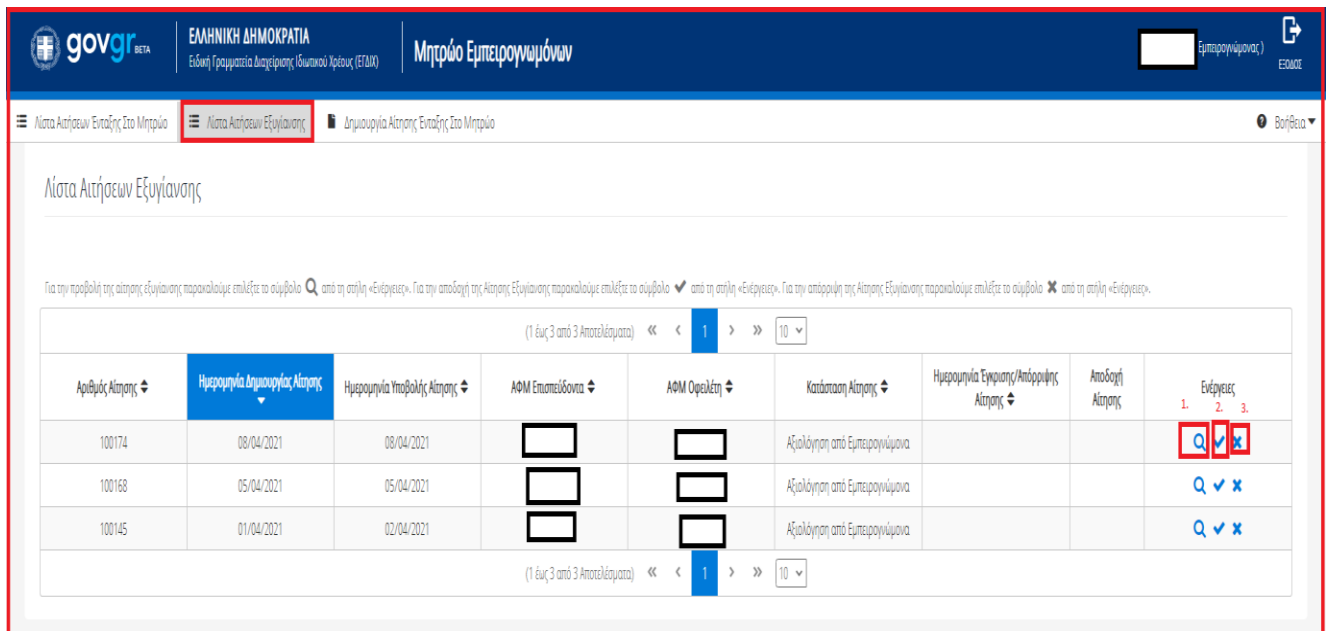 govgr BETA
ΕΛΛΗΝΙΚΗ ΔΗΜΟΚΡΑΤΙΑ
Ειδική Γραμματεία Διαχείρισης Ιδιωτικού Χρέους (ΕΓΔΙΧ)
Μητρώο Εμπειρογνωμόνων
Εμπειρογνώμονας )
ΕΞΟΔΟΣ
Λίστα Αιτήσεων Ένταξης Στο Μητρώο Λίστα Αιτήσεων Εξυγίανσης Δημιουργία Αίτησης Ένταξης Στο Μητρώο Βοήθεια
Λίστα Αιτήσεων Εξυγίανσης
Για την προβολή της αίτησης εξυγίανσης παρακαλούμε επιλέξτε το σύμβολο από τη στήλη «Ενέργειες». Για την αποδοχή της Αίτησης Εξυγίανσης παρακαλούμε επιλέξτε το σύμβολο ✔ από τη στήλη «Ενέργειες». Για την απόρριψη της Αίτησης Εξυγίανσης παρακαλούμε επιλέξτε το σύμβολο ✖ από τη στήλη «Ενέργειες».
(1 έως 3 από 3 Αποτελέσματα) « ‹ 1 › » 10
Αριθμός Αίτησης Ημερομηνία Δημιουργίας Αίτησης Ημερομηνία Υποβολής Αίτησης ΑΦΜ Επισπεύδοντα ΑΦΜ Οφειλέτη Κατάσταση Αίτησης Ημερομηνία Έγκρισης/Απόρριψης Αίτησης Αποδοχή Αίτησης Ενέργειες
1. 2. 3.
100174 08/04/2021 08/04/2021 Αξιολόγηση από Εμπειρογνώμονα
100168 05/04/2021 05/04/2021 Αξιολόγηση από Εμπειρογνώμονα
100145 01/04/2021 02/04/2021 Αξιολόγηση από Εμπειρογνώμονα
(1 έως 3 από 3 Αποτελέσματα) « ‹ 1 › » 10